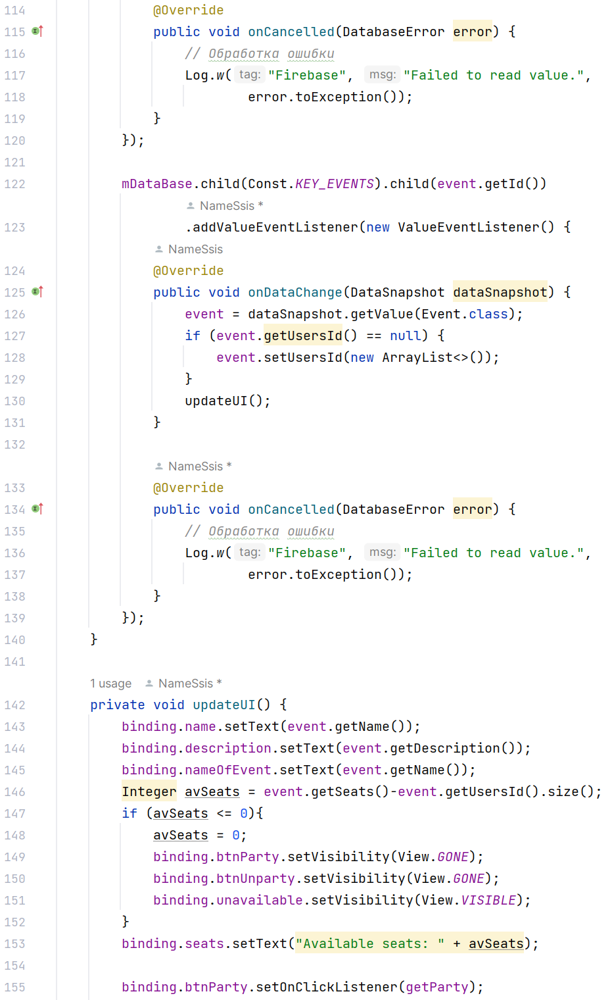 114 @Override
115 public void onCancelled(DatabaseError error) {
116 // Обработка ошибки
117 Log.w( tag: "Firebase", msg: "Failed to read value.",
118 error.toException());
119 }
120 });
121
122 mDataBase.child(Const.KEY_EVENTS).child(event.getId())
NameSsis *
123 .addValueEventListener(new ValueEventListener() {
NameSsis
124 @Override
125 public void onDataChange(DataSnapshot dataSnapshot) {
126 event = dataSnapshot.getValue(Event.class);
127 if (event.getUsersId() == null) {
128 event.setUsersId(new ArrayList<>());
129 }
130 updateUI();
131 }
132
NameSsis *
133 @Override
134 public void onCancelled(DatabaseError error) {
135 // Обработка ошибки
136 Log.w( tag: "Firebase", msg: "Failed to read value.",
137 error.toException());
138 }
139 });
140 }
141
1 usage NameSsis *
142 private void updateUI() {
143 binding.name.setText(event.getName());
144 binding.description.setText(event.getDescription());
145 binding.nameOfEvent.setText(event.getName());
146 Integer avSeats = event.getSeats()-event.getUsersId().size();
147 if (avSeats <= 0){
148 avSeats = 0;
149 binding.btnParty.setVisibility(View.GONE);
150 binding.btnUnparty.setVisibility(View.GONE);
151 binding.unavailable.setVisibility(View.VISIBLE);
152 }
153 binding.seats.setText("Available seats: " + avSeats);
154
155 binding.btnParty.setOnClickListener(getParty);